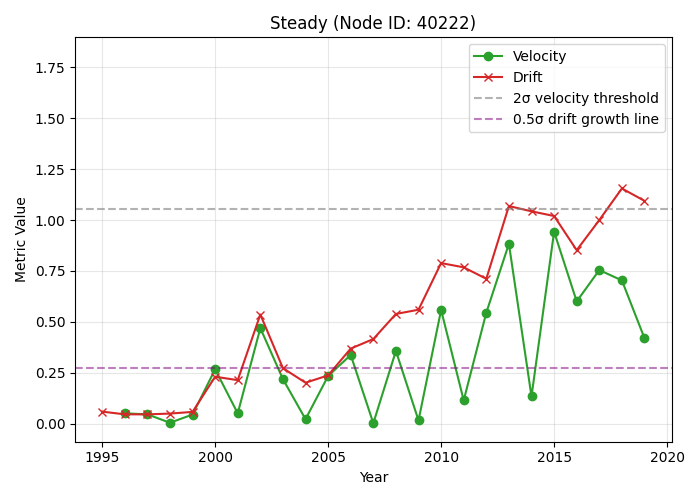 Steady (Node ID: 40222)
Velocity
Drift
2σ velocity threshold
0.5σ drift growth line
Metric Value
1.75
1.50
1.25
1.00
0.75
0.50
0.25
0.00
1995
2000
2005
2010
2015
2020
Year